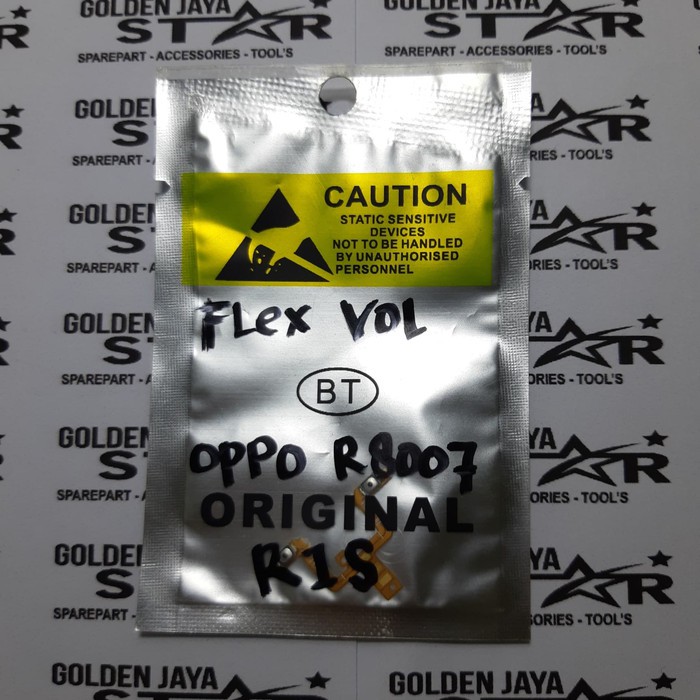 GOLDEN JAYA
STAR
SPAREPART - ACCESSORIES - TOOL'S
CAUTION
STATIC SENSITIVE
DEVICES
NOT TO BE HANDLED
BY UNAUTHORISED
PERSONNEL
FLex VOL
BT
OPPO R8007
ORIGINAL
R1S